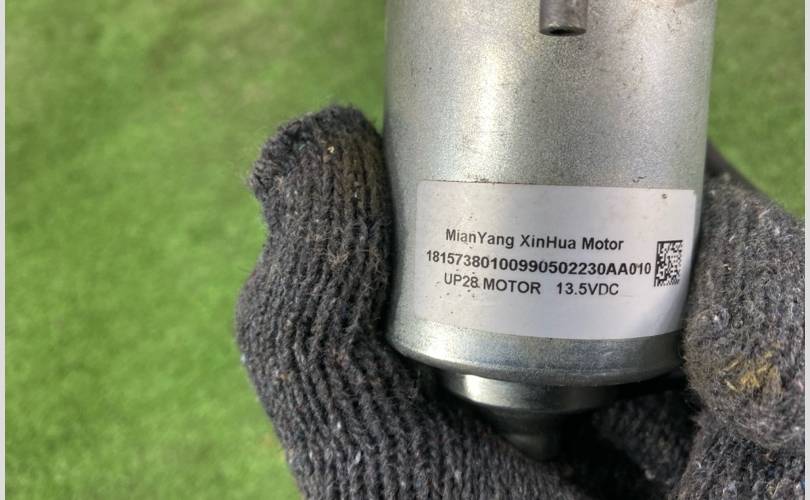 MianYang XinHua Motor
18157380100990502230AA010
UP28 MOTOR 13.5VDC